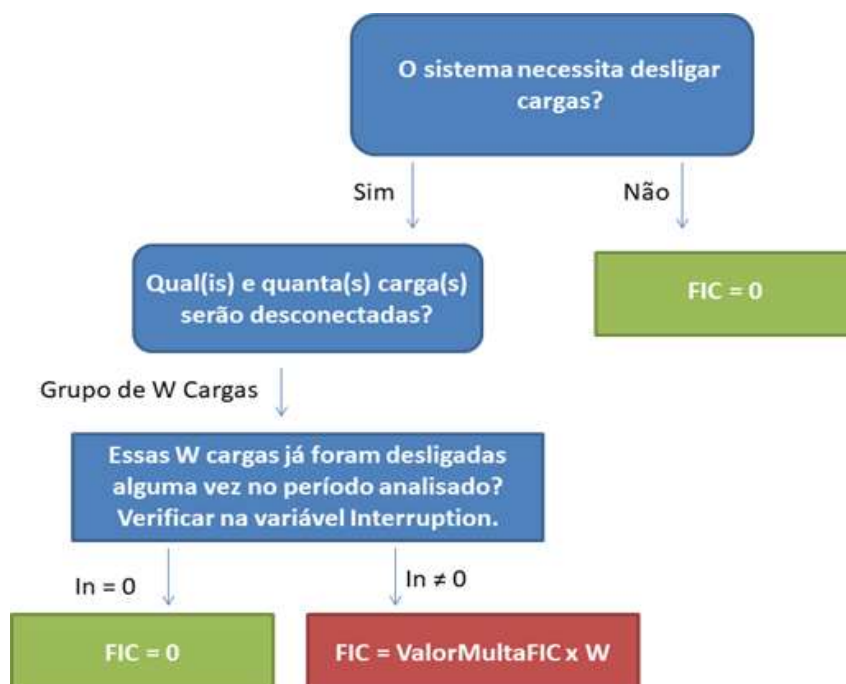 O sistema necessita desligar
cargas?
Sim
Não
Qual(is) e quanta(s) carga(s)
serão desconectadas?
FIC = 0
Grupo de W Cargas
Essas W cargas já foram desligadas
alguma vez no período analisado?
Verificar na variável Interruption.
In = 0
In ≠ 0
FIC = 0
FIC = ValorMultaFIC x W